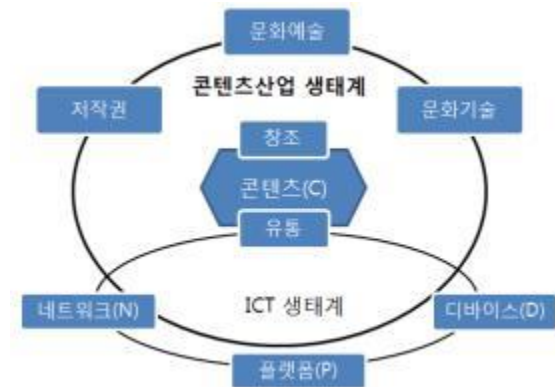 문화예술
콘텐츠산업 생태계
저작권
문화기술
창조
콘텐츠(C)
유통
네트워크(N)
ICT 생태계
디바이스(D)
플랫폼(P)